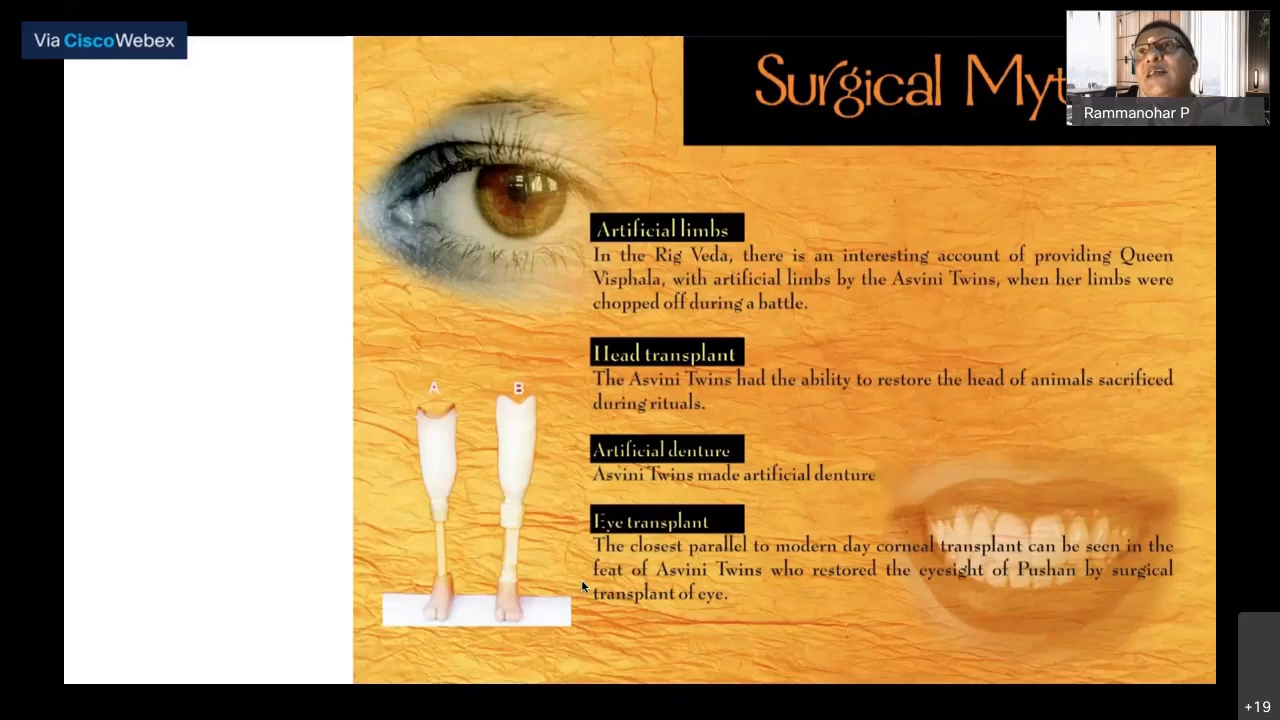 Via CiscoWebex
Surgical Myt
Rammanohar P
Artificial limbs
In the Rig Veda, there is an interesting account of providing Queen
Visphala, with artificial limbs by the Asvini Twins, when her limbs were
chopped off during a battle.
Head transplant
The Asvini Twins had the ability to restore the head of animals sacrificed
during rituals.
Artificial denture
Asvini Twins made artificial denture
Eye transplant
The closest parallel to modern day corneal transplant can be seen in the
feat of Asvini Twins who restored the eyesight of Pushan by surgical
transplant of eye.
A
B
+19